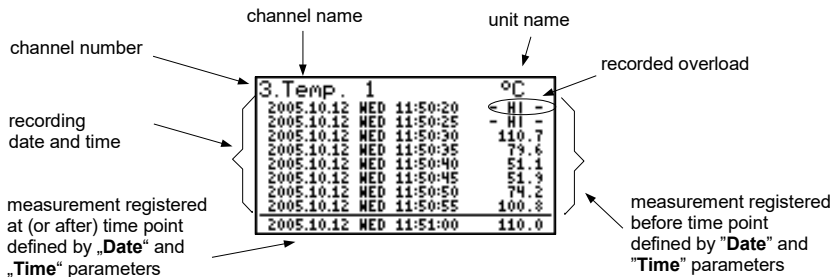 channel name
unit name
channel number
recorded overload
3.Temp. 1 °C
2005.10.12 WED 11:50:20 - HI -
2005.10.12 WED 11:50:25 - HI -
2005.10.12 WED 11:50:30 110.7
2005.10.12 WED 11:50:35 79.6
2005.10.12 WED 11:50:40 51.1
2005.10.12 WED 11:50:45 51.9
2005.10.12 WED 11:50:50 74.2
2005.10.12 WED 11:50:55 100.8
2005.10.12 WED 11:51:00 110.0
recording
date and time
measurement registered
at (or after) time point
defined by „Date“ and
„Time“ parameters
measurement registered
before time point
defined by ”Date” and
”Time” parameters